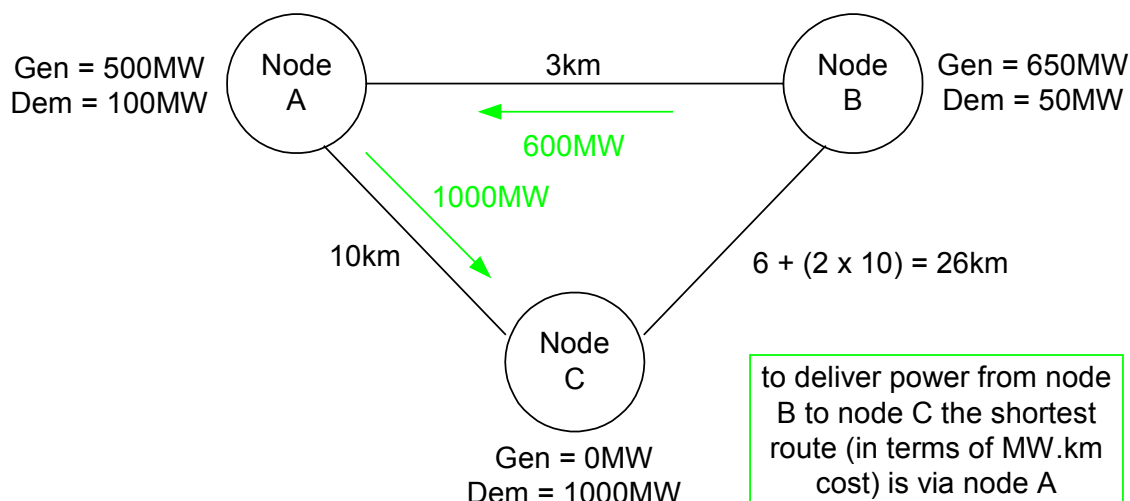 Gen = 500MW
Dem = 100MW
Node
A
3km
Node
B
Gen = 650MW
Dem = 50MW
600MW
1000MW
10km
6 + (2 x 10) = 26km
Node
C
Gen = 0MW
Dem = 1000MW
to deliver power from node
B to node C the shortest
route (in terms of MW.km
cost) is via node A